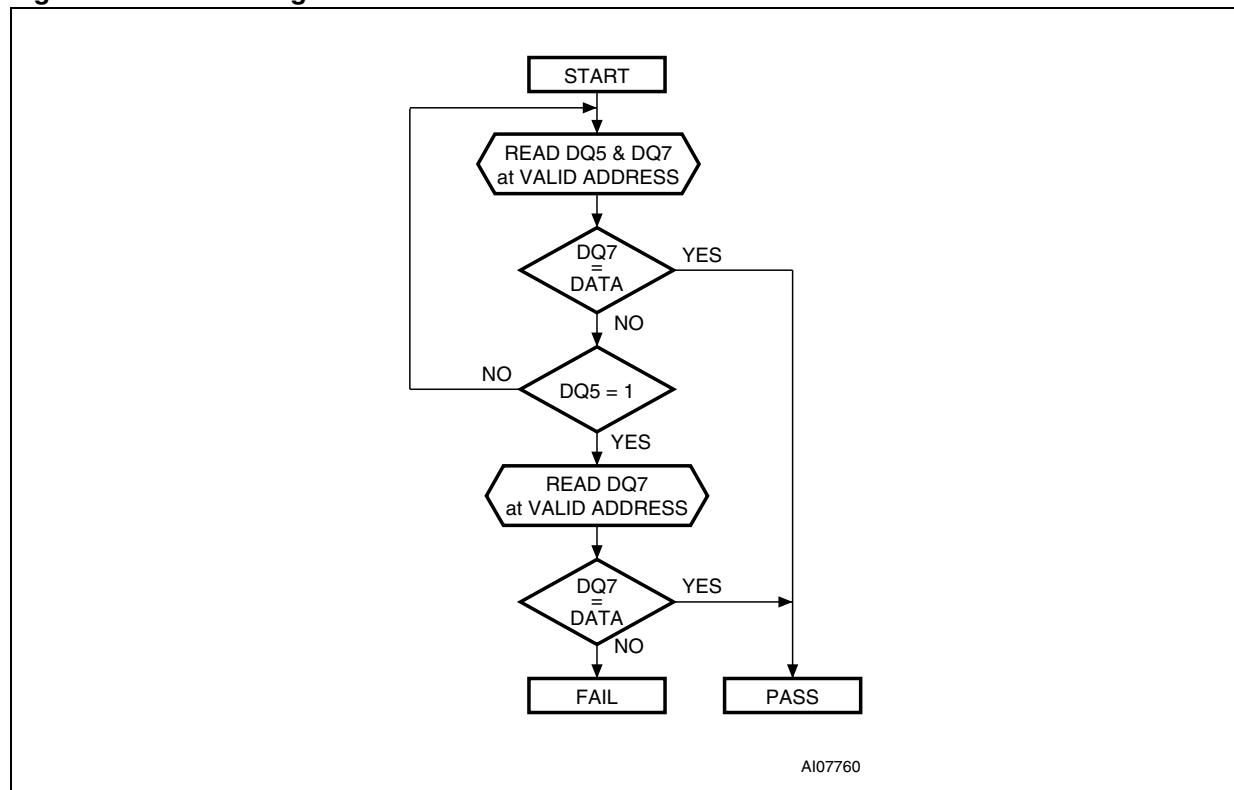 START
READ DQ5 & DQ7
at VALID ADDRESS
DQ7
=
DATA
YES
NO
NO
DQ5 = 1
YES
READ DQ7
at VALID ADDRESS
DQ7
=
DATA
YES
NO
FAIL
PASS
AI07760